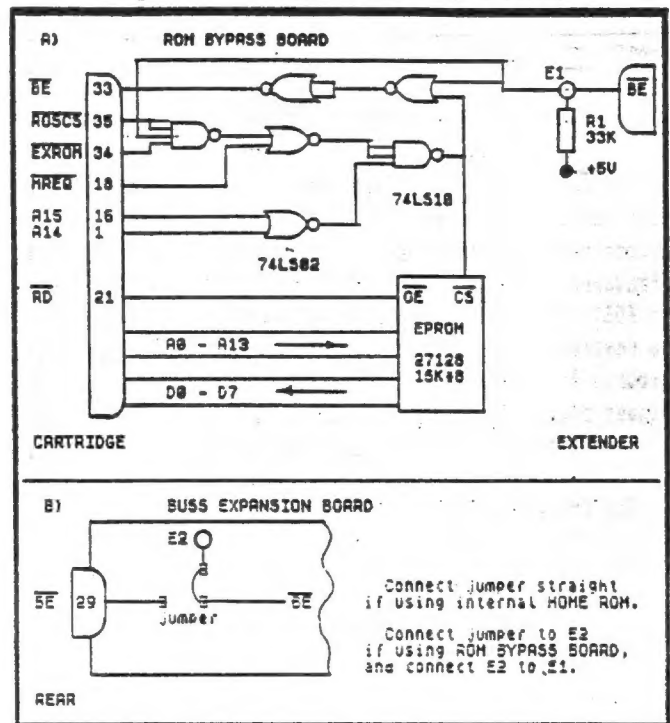 A) ROM BYPASS BOARD
BE 33
ROSCS 35
EXROM 34
MREQ 18
A15 16
A14 1
RD 21
E1
BE
R1
33K
+5V
74LS10
74LS02
OE CS
EPROM
27128
16K*8
A0 - A13
D0 - D7
CARTRIDGE
EXTENDER
B) BUSS EXPANSION BOARD
E2
BE 29
jumper
BE
Connect jumper straight
if using internal HOME ROM.
Connect jumper to E2
if using ROM BYPASS BOARD,
and connect E2 to E1.
REAR